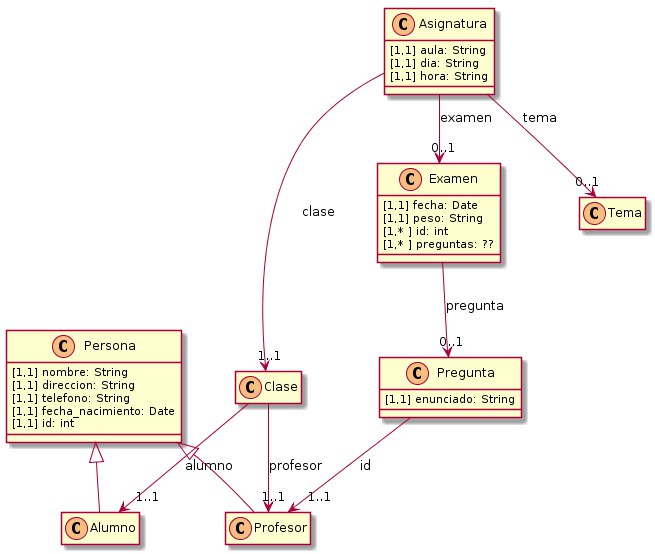 C Asignatura
[1,1] aula: String
[1,1] dia: String
[1,1] hora: String
examen
tema
0..1
0..1
C Examen
[1,1] fecha: Date
[1,1] peso: String
[1,* ] id: int
[1,* ] preguntas: ??
C Tema
clase
pregunta
0..1
1..1
C Persona
[1,1] nombre: String
[1,1] direccion: String
[1,1] telefono: String
[1,1] fecha_nacimiento: Date
[1,1] id: int
C Clase
C Pregunta
[1,1] enunciado: String
alumno
profesor
id
1..1
1..1
1..1
C Alumno
C Profesor